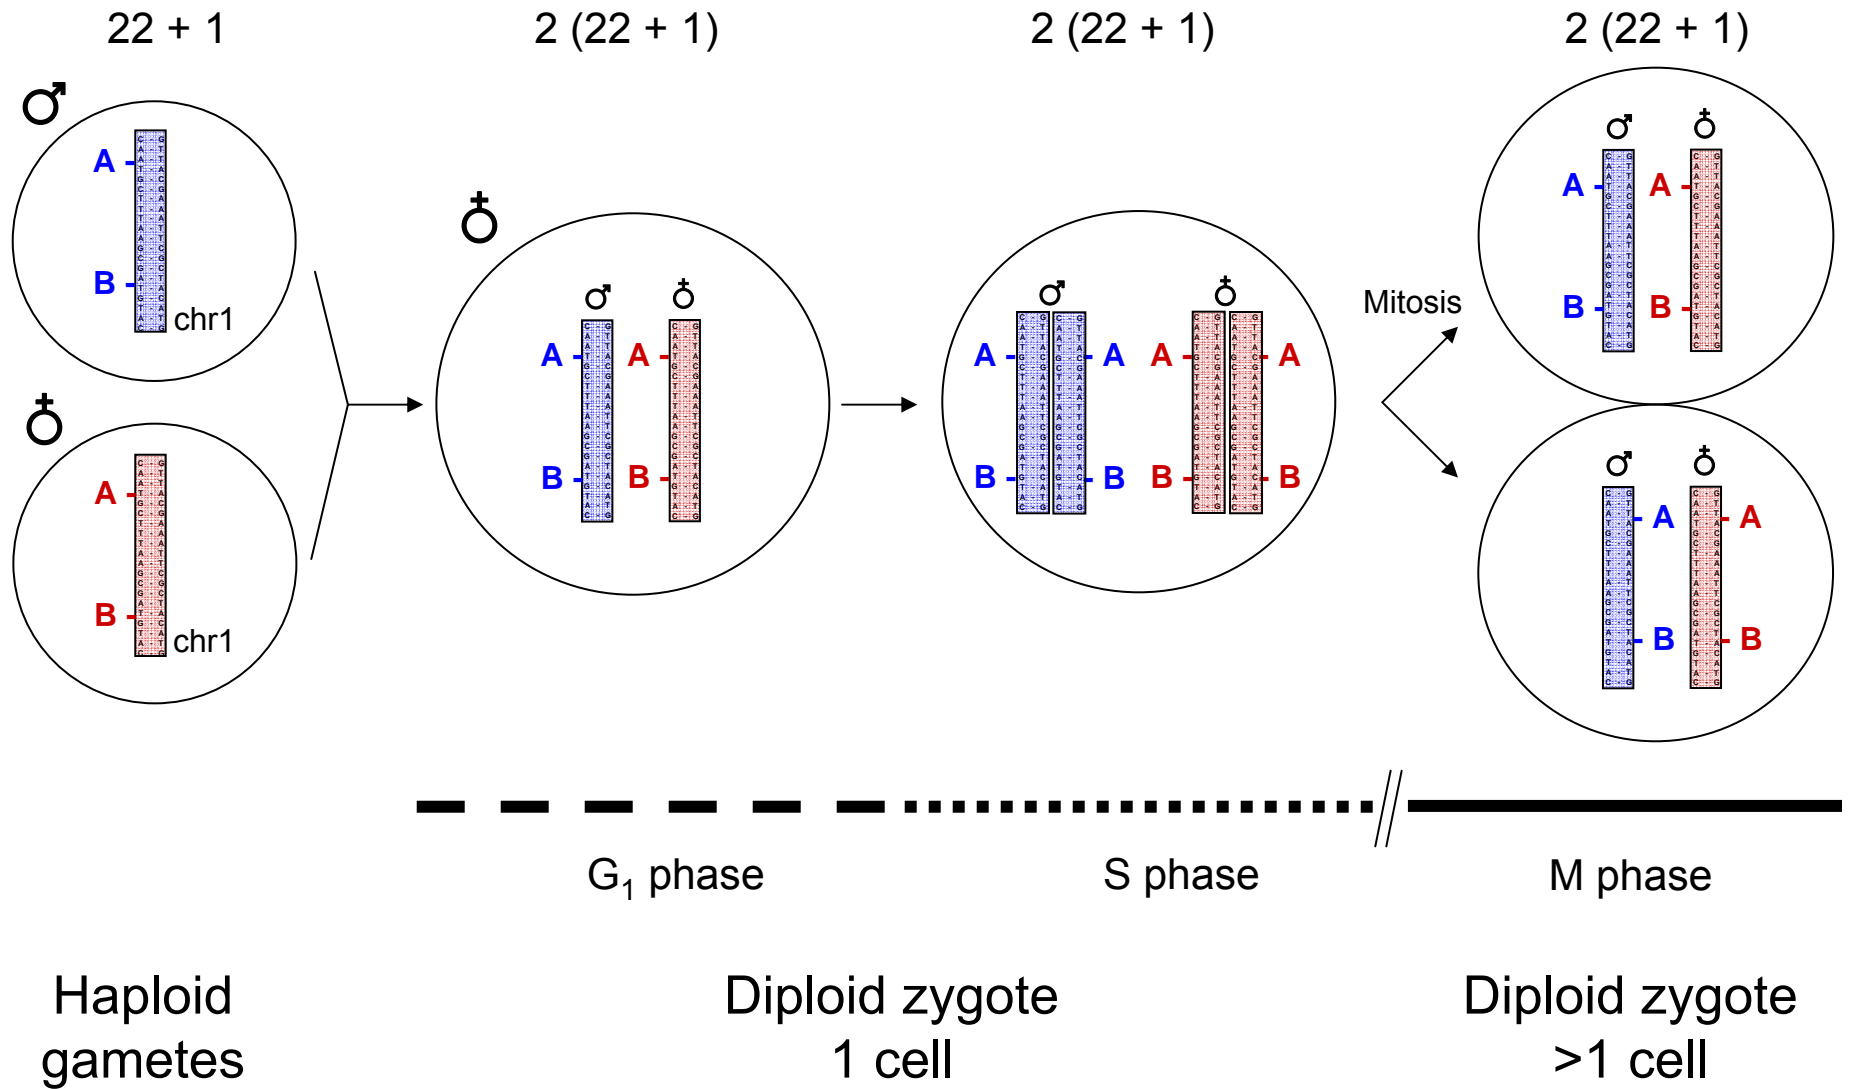 22 + 1
2 (22 + 1)
2 (22 + 1)
2 (22 + 1)
♂
A
B
chr1
♀
A
B
chr1
♀
♂ ♀
A A
B B
♂ ♀
A A A A
B B B B
Mitosis
♂ ♀
A A
B B
♂ ♀
A A
B B
G1 phase
S phase
M phase
Haploid
gametes
Diploid zygote
1 cell
Diploid zygote
>1 cell